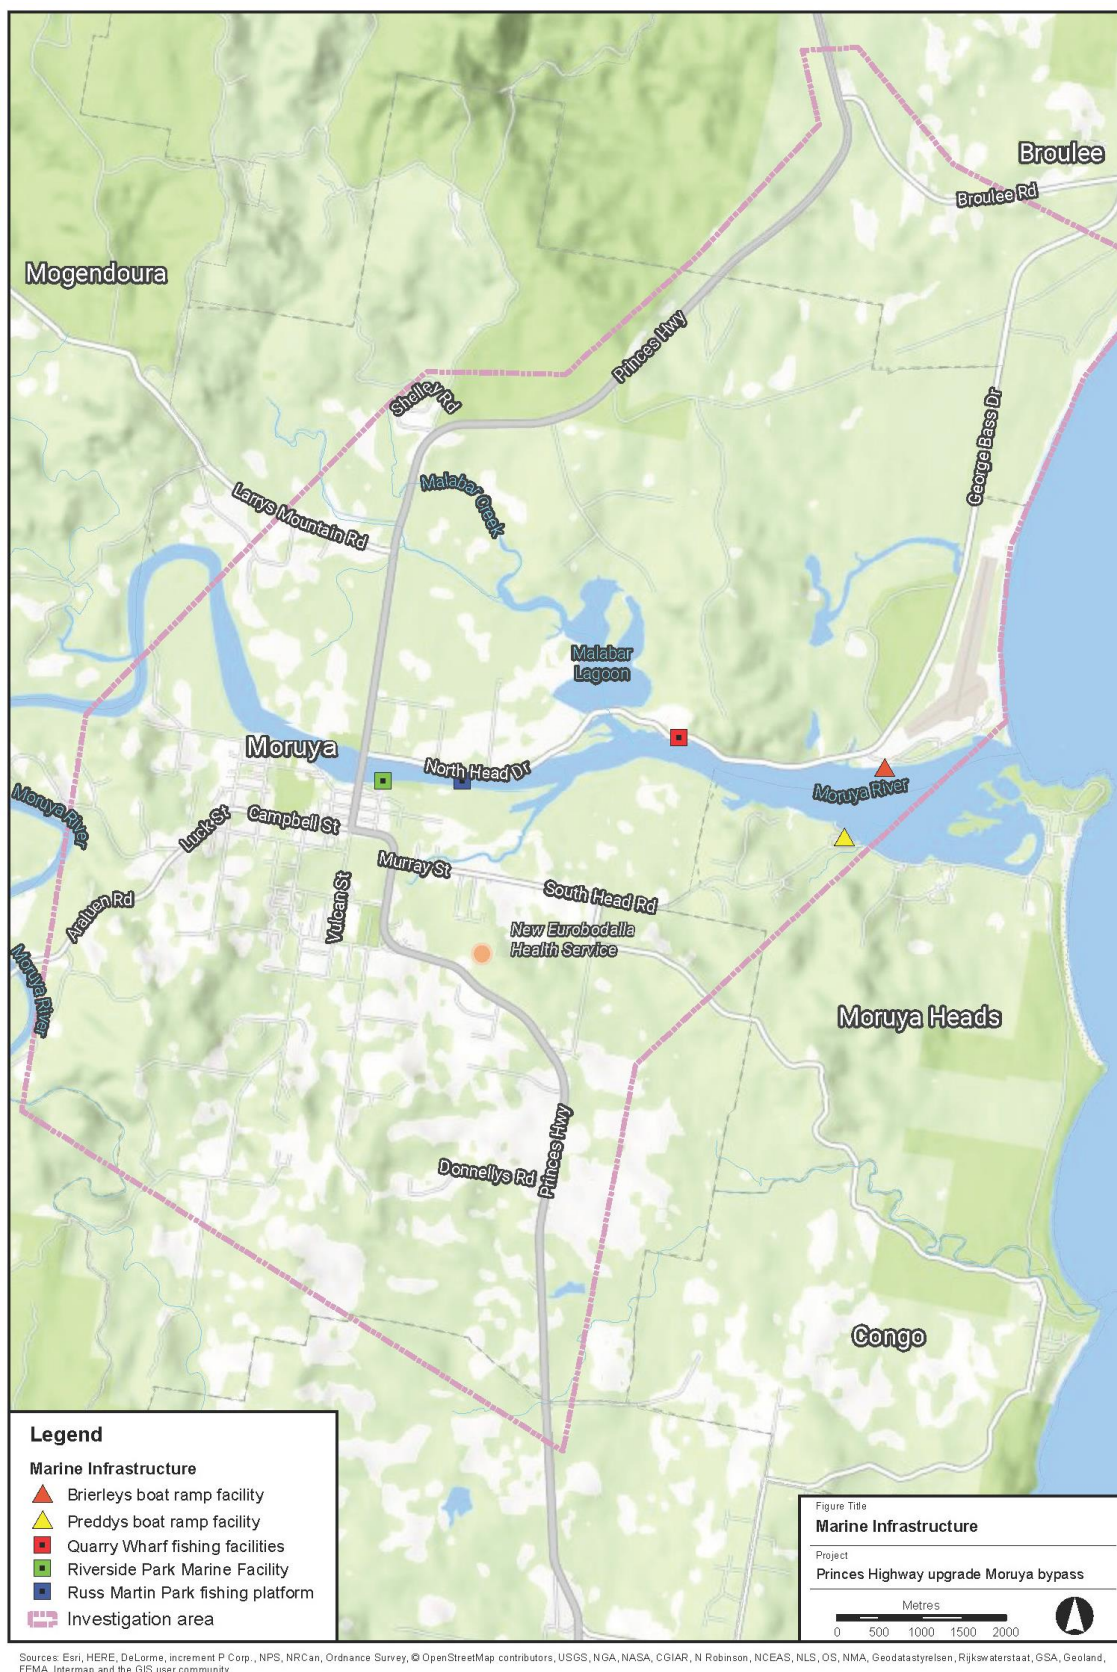 Broulee
Broulee Rd
Mogendoura
Princes Hwy
Shelley Rd
George Bass Dr
Malabar Creek
Larrys Mountain Rd
Malabar
Lagoon
Moruya
North Head Dr
Moruya River
Moruya River
Luck St
Campbell St
Murray St
South Head Rd
Araluen Rd
Vulcan St
New Eurobodalla
Health Service
Moruya River
Moruya Heads
Princes Hwy
Donnellys Rd
Congo
Legend
Marine Infrastructure
Brierleys boat ramp facility
Preddys boat ramp facility
Quarry Wharf fishing facilities
Riverside Park Marine Facility
Russ Martin Park fishing platform
Investigation area
Figure Title
Marine Infrastructure
Project
Princes Highway upgrade Moruya bypass
Metres
0 500 1000 1500 2000
Sources: Esri, HERE, DeLorme, increment P Corp., NPS, NRCan, Ordnance Survey, © OpenStreetMap contributors, USGS, NGA, NASA, CGIAR, N Robinson, NCEAS, NLS, OS, NMA, Geodatastyrelsen, Rijkswaterstaat, GSA, Geoland,
FEMA, Intermap and the GIS user community